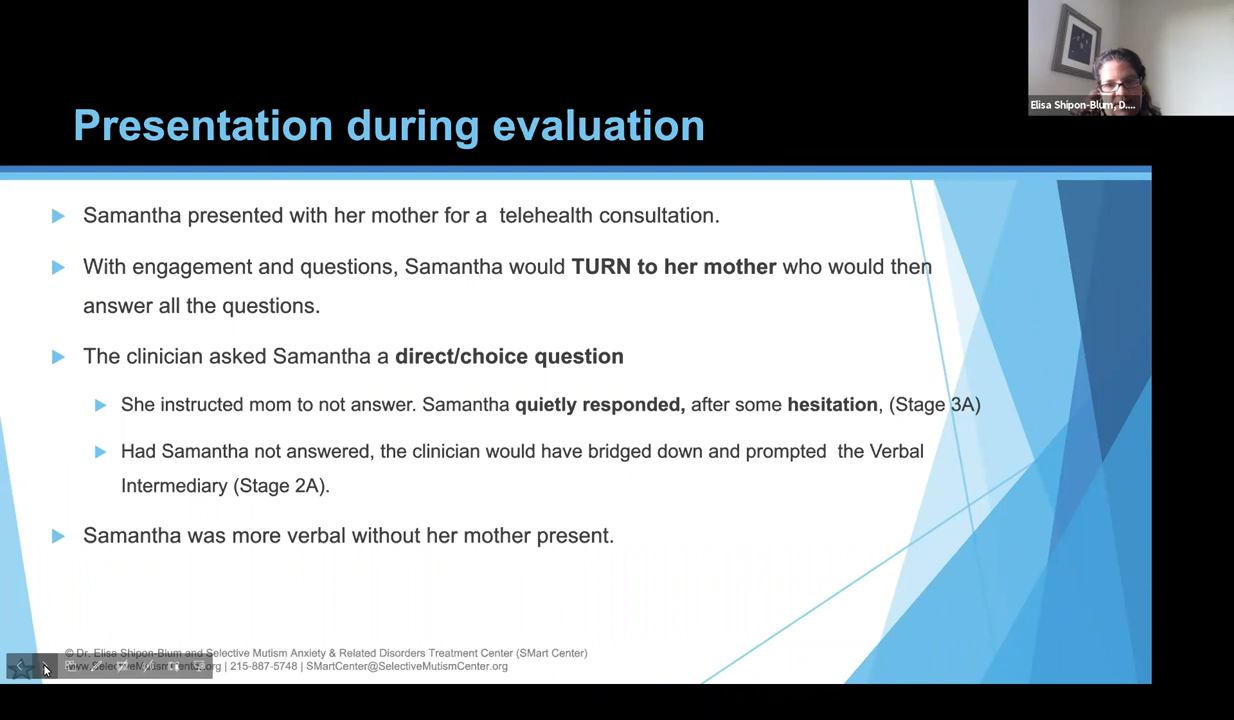 Elisa Shipon-Blum, D....
Presentation during evaluation
Samantha presented with her mother for a telehealth consultation.
With engagement and questions, Samantha would TURN to her mother who would then
answer all the questions.
The clinician asked Samantha a direct/choice question
She instructed mom to not answer. Samantha quietly responded, after some hesitation, (Stage 3A)
Had Samantha not answered, the clinician would have bridged down and prompted the Verbal
Intermediary (Stage 2A).
Samantha was more verbal without her mother present.
© Dr. Elisa Shipon-Blum and Selective Mutism Anxiety & Related Disorders Treatment Center (SMart Center)
www.SelectiveMutismCenter.org | 215-887-5748 | SMartCenter@SelectiveMutismCenter.org